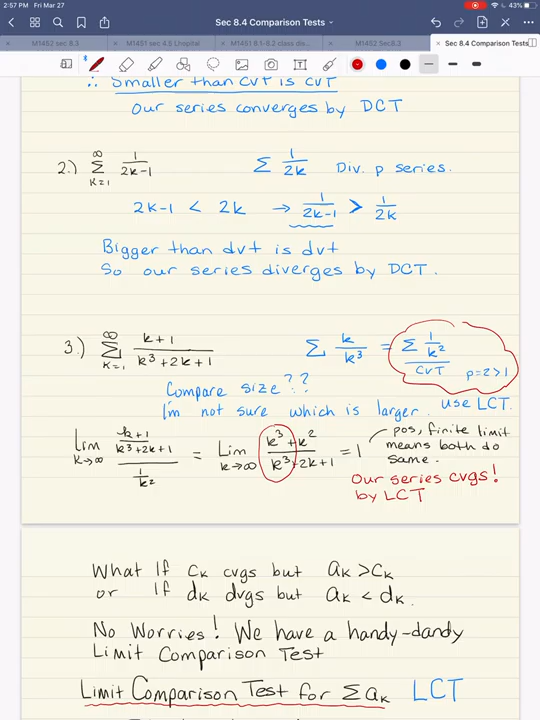 2:57 PM Fri Mar 27 85%
Sec 8.4 Comparison Tests
M1452 sec 8.3 M1451 sec 4.5 Lhopital M1451 8.1-8.2 class dis... M1452 Sec8.3 Sec 8.4 Comparison Tests
∴ Smaller than cvt is cvt
Our series converges by DCT
2.) ∞ Σ K=1 1/(2k-1) Σ 1/(2k) Div. p series.
2k-1 < 2k → 1/(2k-1) > 1/(2k)
Bigger than dvt is dvt
So our series diverges by DCT.
3.) ∞ Σ K=1 (k+1)/(k³+2k+1) Σ k/k³ = Σ 1/k²
CVT p=2>1
Compare size??
I'm not sure which is larger. use LCT.
Lim k→∞ ((k+1)/(k³+2k+1))/(1/k²) = Lim k→∞ (k³+k²)/(k³+2k+1) = 1
pos, finite limit
means both do
same.
Our series cvgs!
by LCT
What If Ck cvgs but ak > Ck
or If dk dvgs but ak < dk.
No Worries! We have a handy-dandy
Limit Comparison Test
Limit Comparison Test for Σak LCT